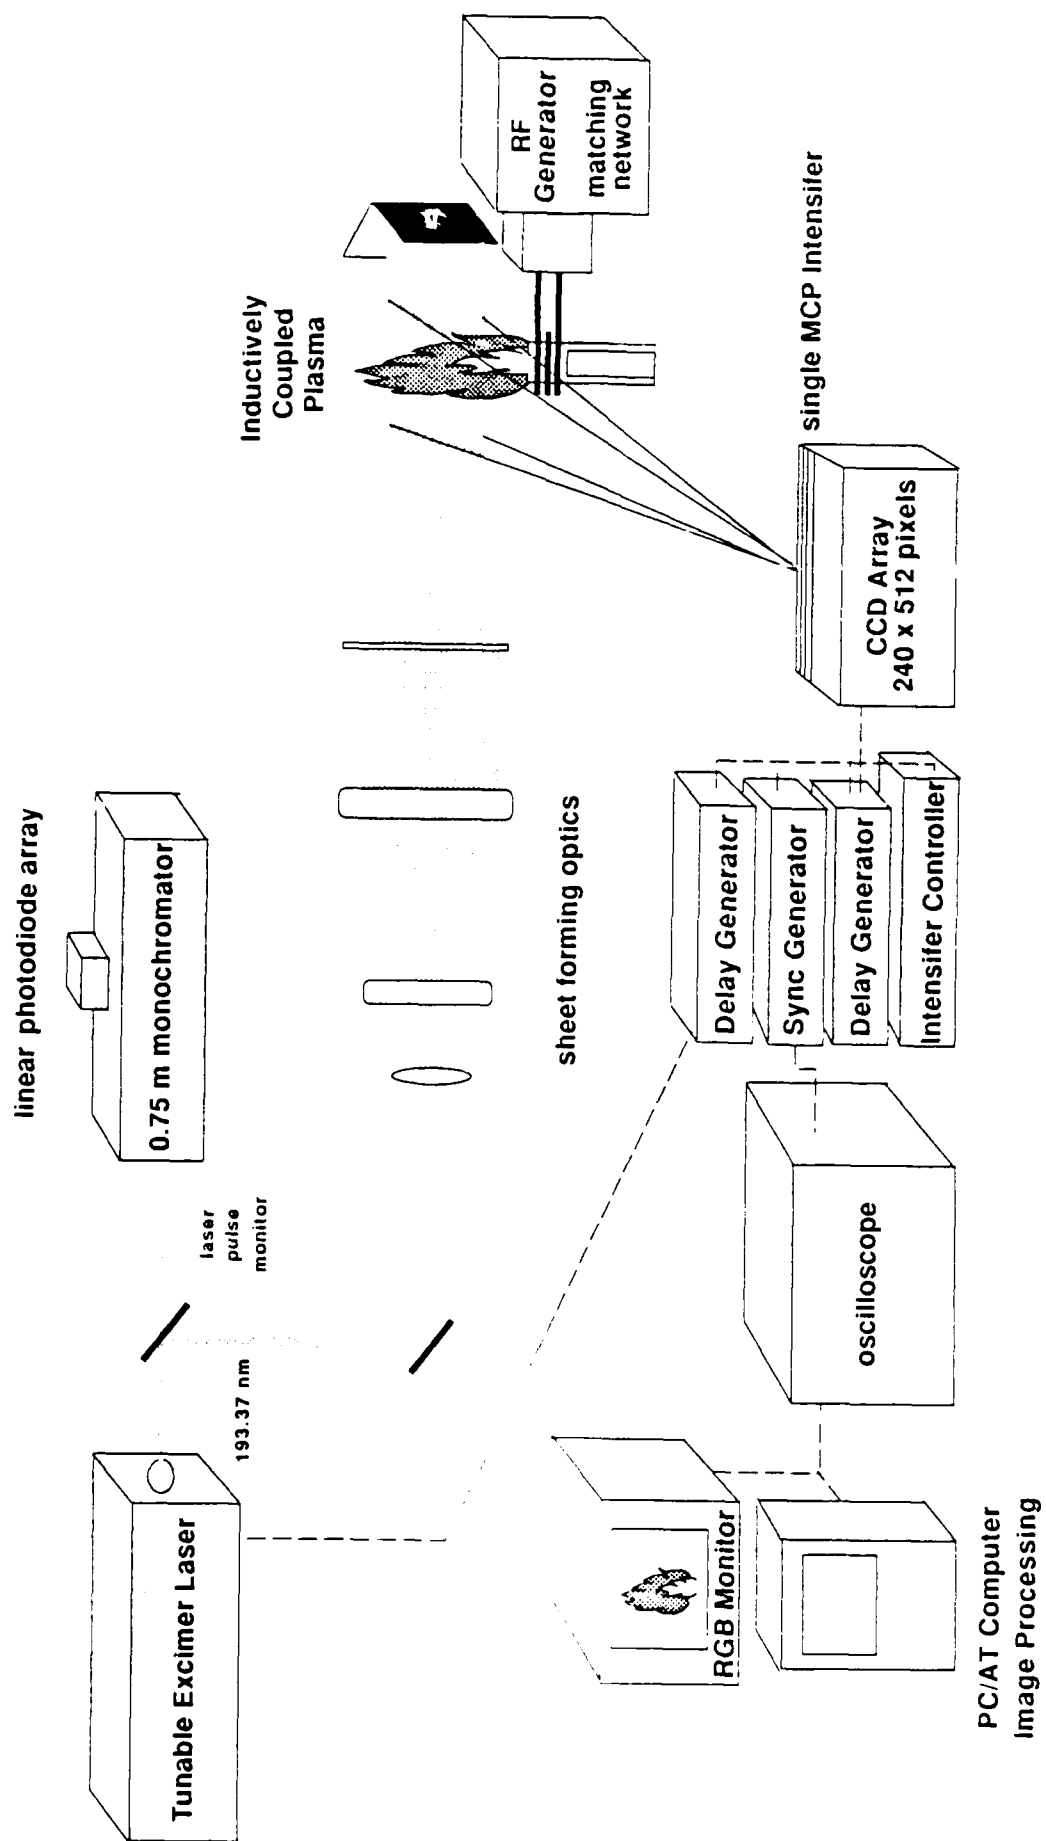 Tunable Excimer Laser
193.37 nm
laser
pulse
monitor
linear photodiode array
0.75 m monochromator
sheet forming optics
Inductively
Coupled
Plasma
RF
Generator
matching
network
single MCP Intensifer
CCD Array
240 x 512 pixels
Delay Generator
Sync Generator
Delay Generator
Intensifer Controller
oscilloscope
RGB Monitor
PC/AT Computer
Image Processing